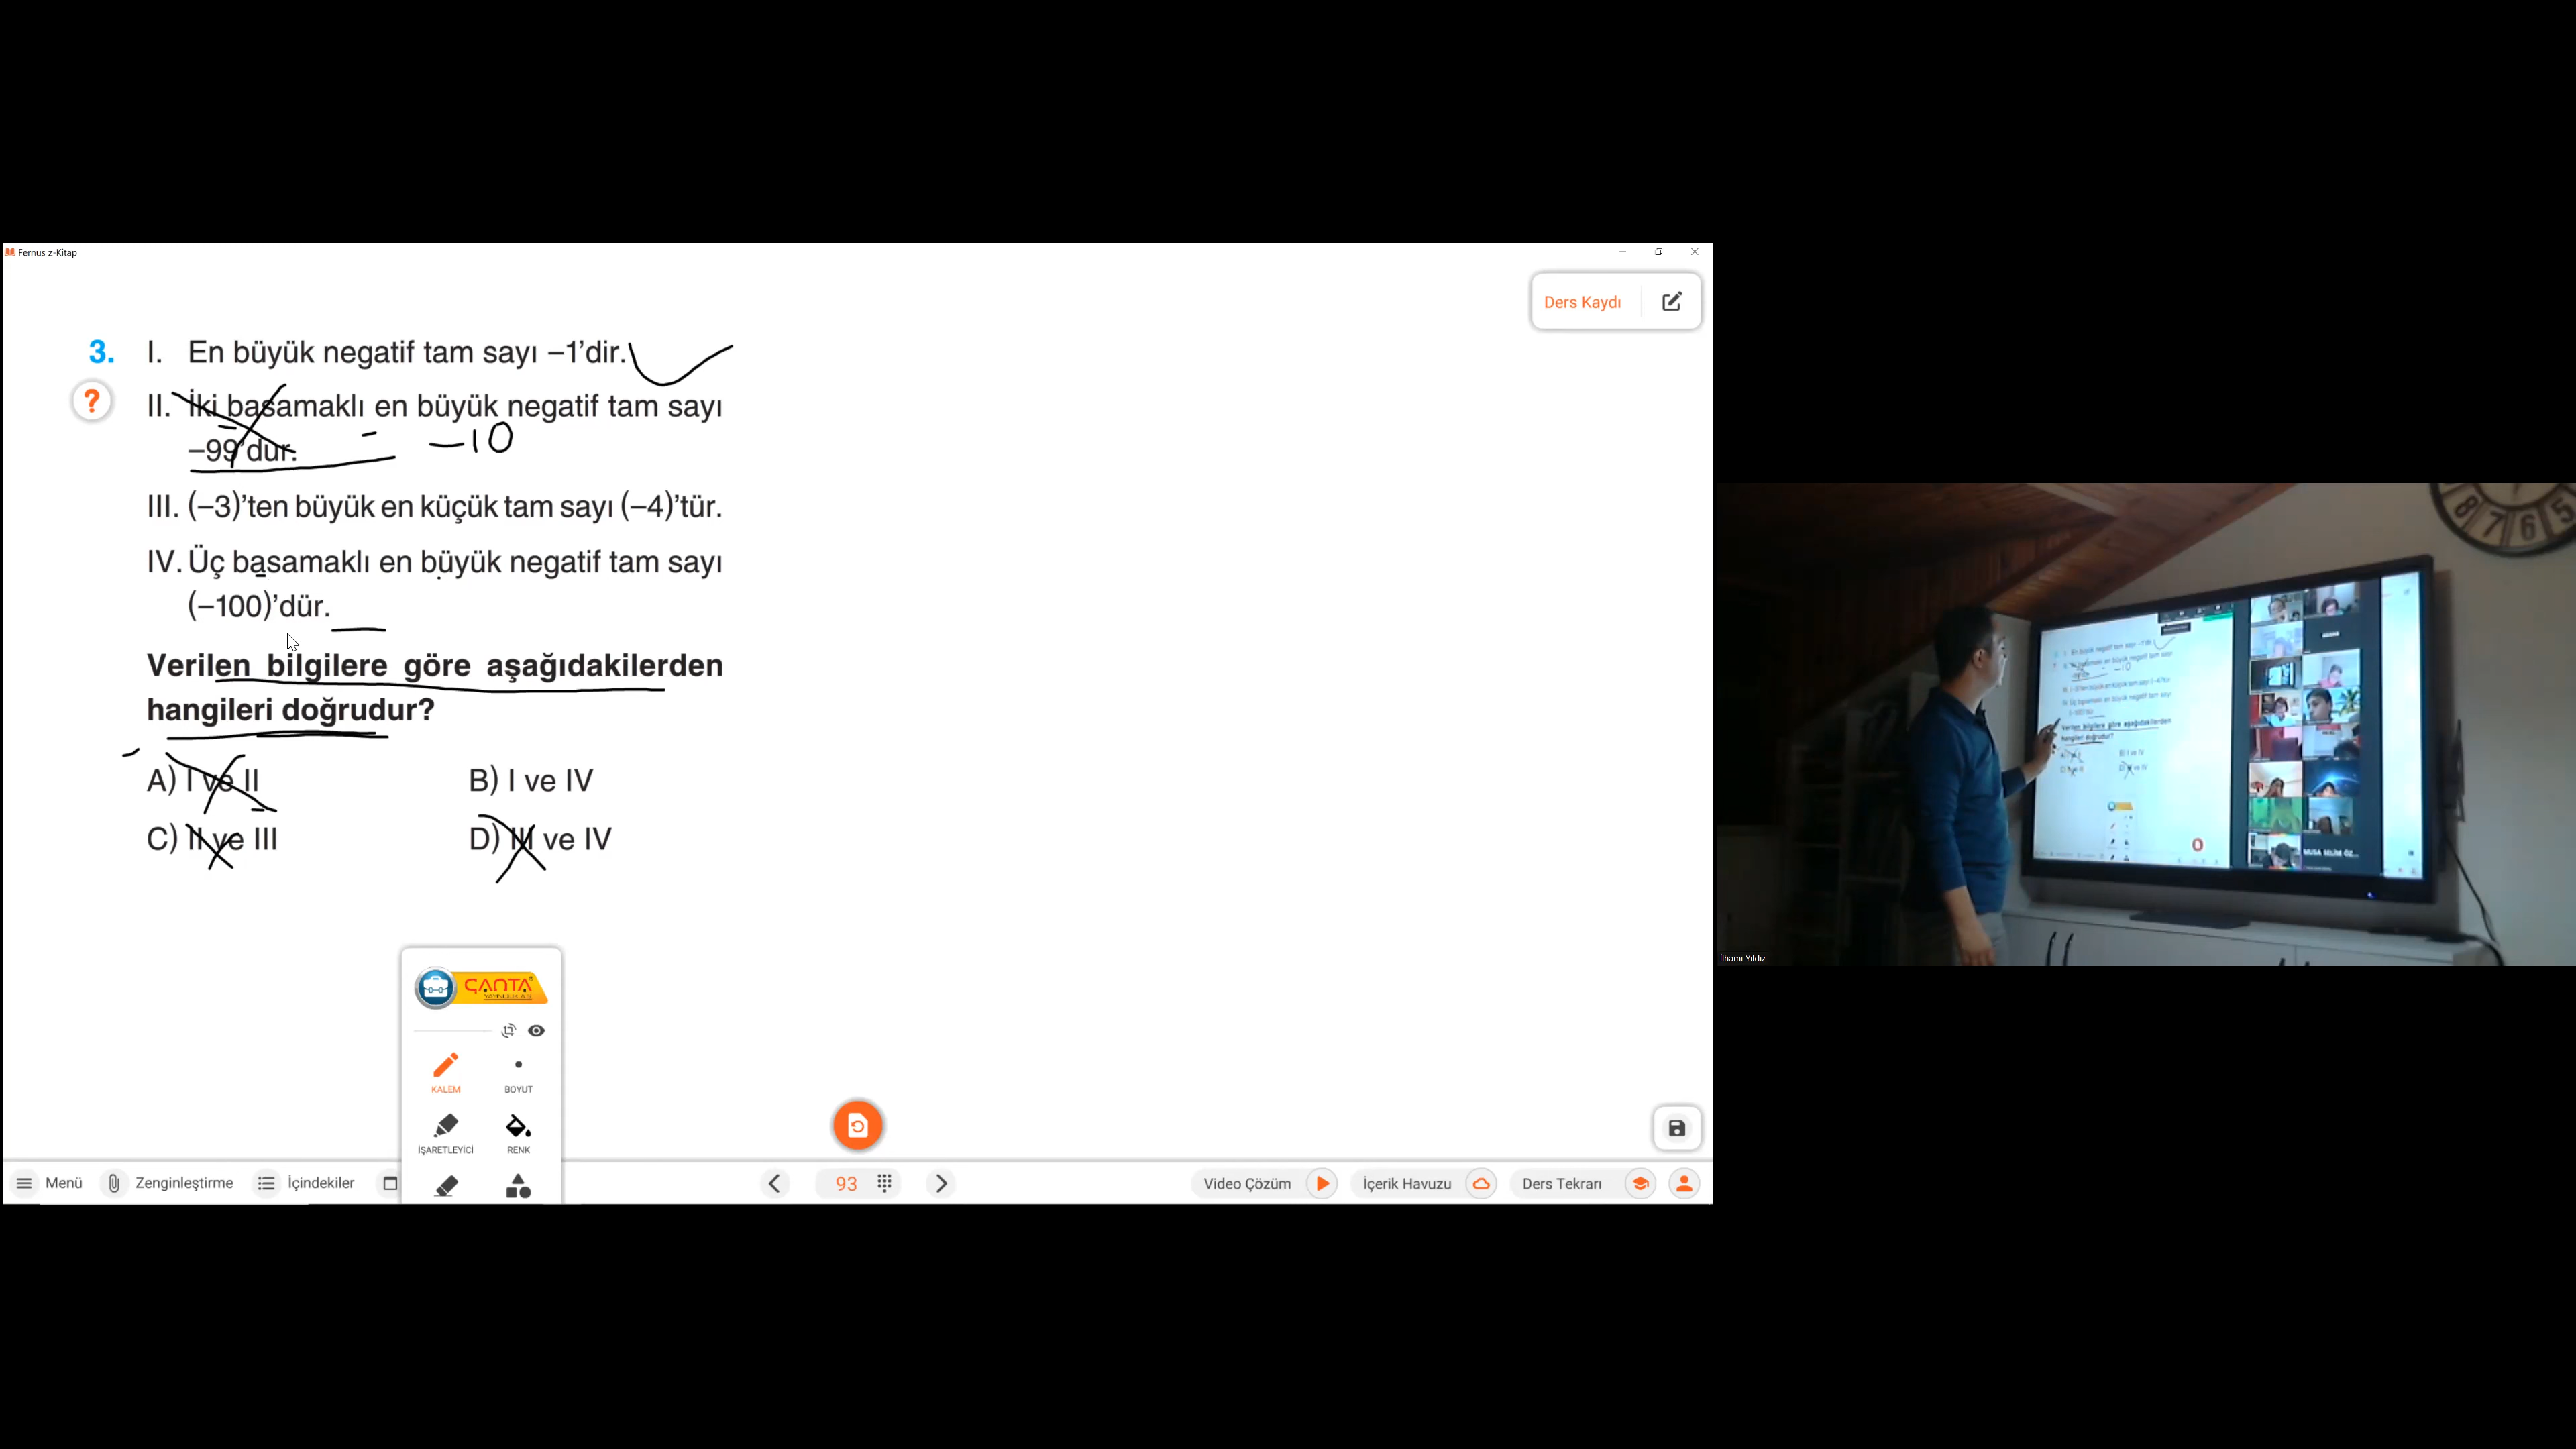 Fernus z-Kitap
Ders Kaydı
3. I. En büyük negatif tam sayı –1'dir.
? II. İki basamaklı en büyük negatif tam sayı
–99'dur. –10
III. (–3)'ten büyük en küçük tam sayı (–4)'tür.
IV. Üç basamaklı en büyük negatif tam sayı
(–100)'dür.
Verilen bilgilere göre aşağıdakilerden
hangileri doğrudur?
A) I ve II B) I ve IV
C) II ve III D) III ve IV
ÇANTA
KALEM BOYUT
İŞARETLEYİCİ RENK
Menü Zenginleştirme İçindekiler 93 Video Çözüm İçerik Havuzu Ders Tekrarı
8 7 6 5
İlhami Yıldız